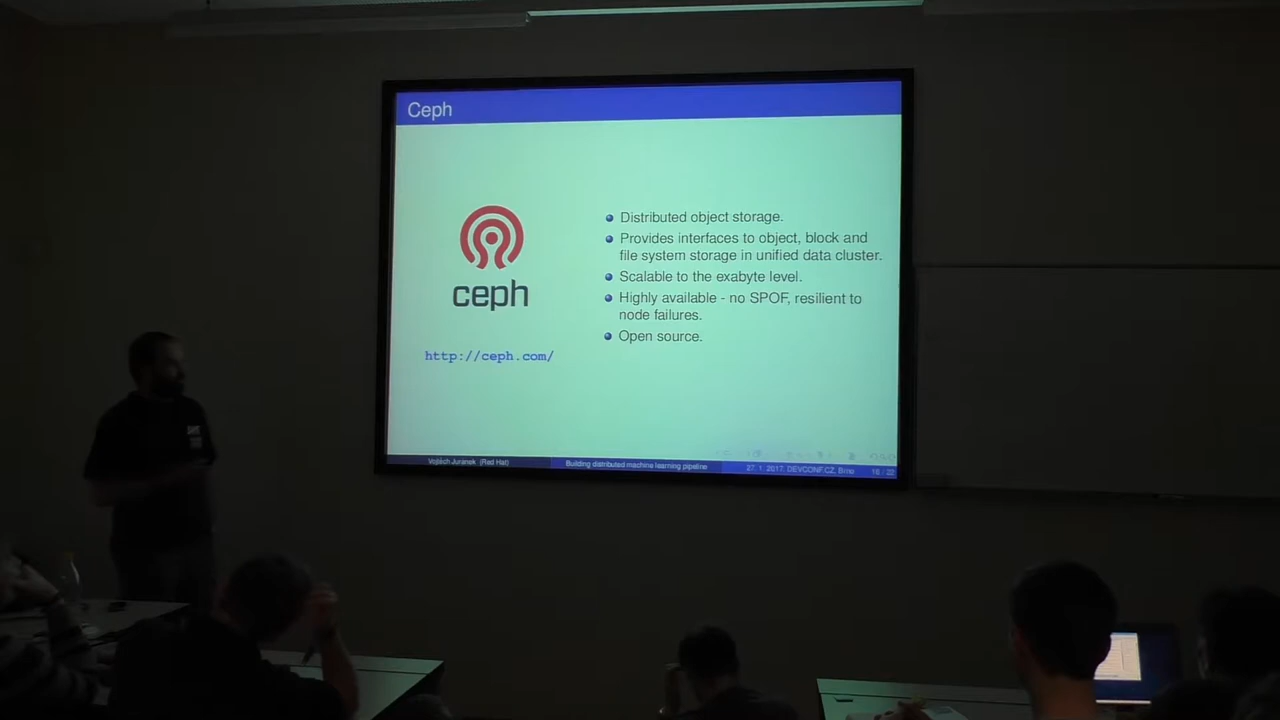 Ceph
Distributed object storage.
Provides interfaces to object, block and
file system storage in unified data cluster.
Scalable to the exabyte level.
Highly available - no SPOF, resilient to
node failures.
Open source.
ceph
http://ceph.com/
Vojtěch Juránek (Red Hat)
Building distributed machine learning pipeline
27. 1. 2017, DEVCONF.CZ, Brno
16 / 22